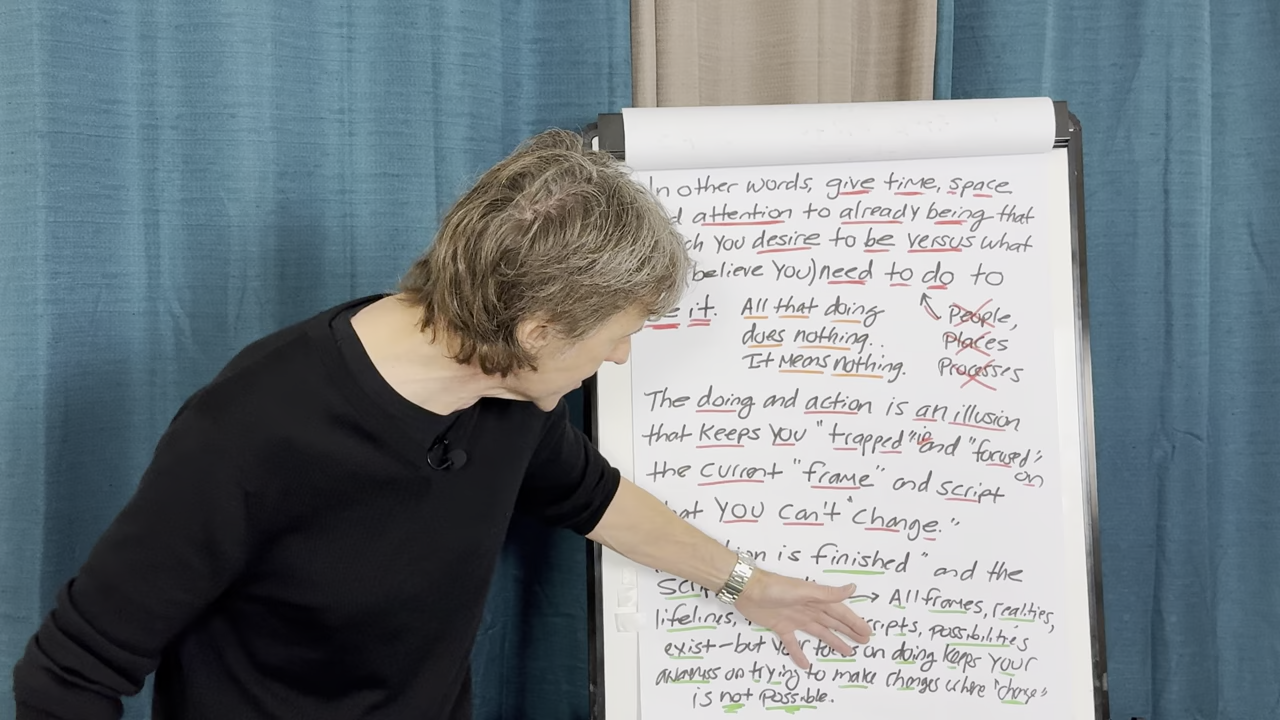 In other words, give time, space
attention to already being that
you desire to be versus what
believe you) need to do to
it. All that doing
does nothing..
It means nothing.
People,
Places
Processes
The doing and action is an illusion
that keeps you "trapped" in and "focused" on
the current "frame" and script
you can't "change."
is finished" and the
→ All frames, realities,
lifelines, possibilities
exist—but your focus on doing keeps your
awareness on trying to make changes where "change"
is not possible.